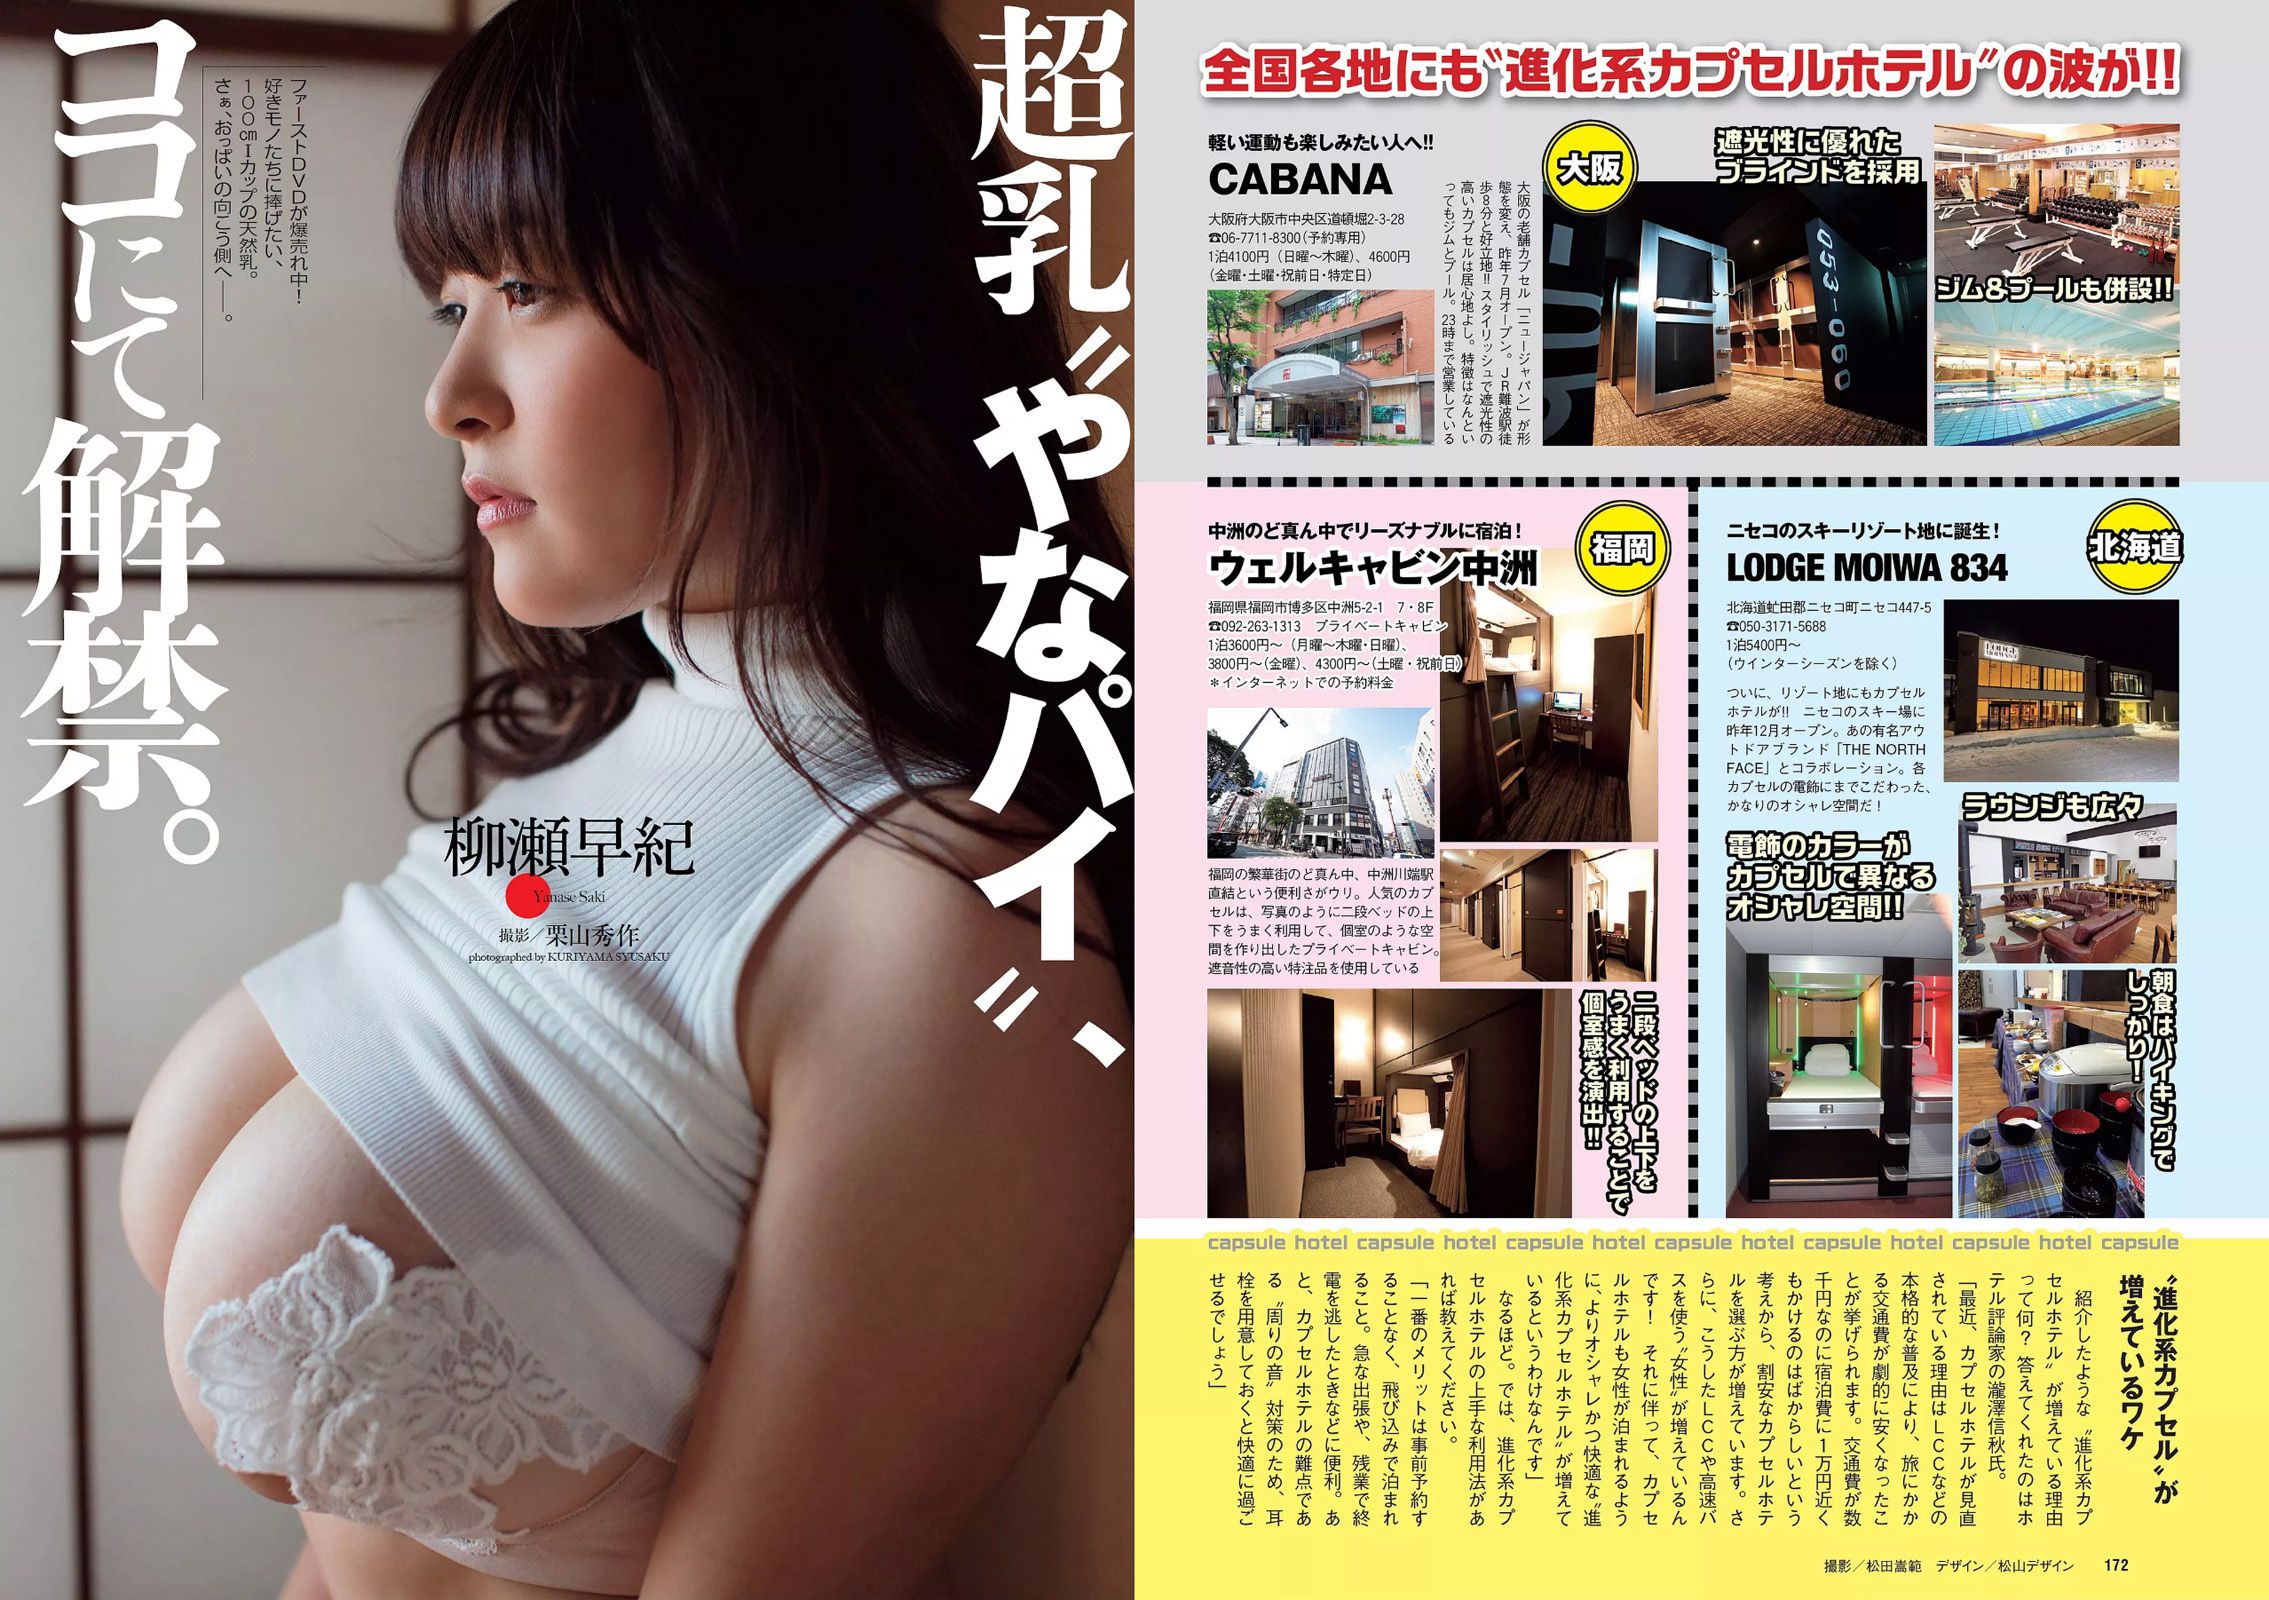 超乳〝やなパイ〟、
ココにて解禁。
ファーストDVDが爆売れ中！
好きモノたちに捧げたい、
100㎝Iカップの天然乳。
さぁ、おっぱいの向こう側へ――。
柳瀬早紀
Yanase Saki
撮影／栗山秀作
photographed by KURIYAMA SYUSAKU
全国各地にも〝進化系カプセルホテル〟の波が!!
軽い運動も楽しみたい人へ!!
CABANA
大阪府大阪市中央区道頓堀2-3-28
☎06-7711-8300（予約専用）
1泊4100円（日曜〜木曜）、4600円
（金曜・土曜・祝前日・特定日）
大阪の老舗カプセル「ニュージャパン」が形
態を変え、昨年7月オープン。JR難波駅徒
歩8分と好立地!! スタイリッシュで遮光性の
高いカプセルは居心地よし。特徴はなんとい
ってもジムとプール。23時まで営業している
大阪
遮光性に優れた
ブラインドを採用
053-060
ジム&プールも併設!!
中洲のど真ん中でリーズナブルに宿泊！
ウェルキャビン中洲
福岡
福岡県福岡市博多区中洲5-2-1　7・8F
☎092-263-1313　プライベートキャビン
1泊3600円〜（月曜〜木曜・日曜）、
3800円〜（金曜）、4300円〜（土曜・祝前日）
＊インターネットでの予約料金
福岡の繁華街のど真ん中、中洲川端駅
直結という便利さがウリ。人気のカプ
セルは、写真のように二段ベッドの上
下をうまく利用して、個室のような空
間を作り出したプライベートキャビン。
遮音性の高い特注品を使用している
二段ベッドの上下を
うまく利用することで
個室感を演出!!
ニセコのスキーリゾート地に誕生！
LODGE MOIWA 834
北海道
北海道虻田郡ニセコ町ニセコ447-5
☎050-3171-5688
1泊5400円〜
（ウインターシーズンを除く）
ついに、リゾート地にもカプセル
ホテルが!!　ニセコのスキー場に
昨年12月オープン。あの有名アウ
トドアブランド「THE NORTH
FACE」とコラボレーション。各
カプセルの電飾にまでこだわった、
かなりのオシャレ空間だ！
LODGE
ラウンジも広々
電飾のカラーが
カプセルで異なる
オシャレ空間!!
朝食はバイキングで
しっかり！
capsule hotel capsule hotel capsule hotel capsule hotel capsule hotel capsule hotel capsule
〝進化系カプセル〟が
増えているワケ
紹介したような〝進化系カプ
セルホテル〟が増えている理由
って何？ 答えてくれたのはホ
テル評論家の瀧澤信秋氏。
「最近、カプセルホテルが見直
されている理由はLCCなどの
本格的な普及により、旅にかか
る交通費が劇的に安くなったこ
とが挙げられます。交通費が数
千円なのに宿泊費に1万円近く
もかけるのはばからしいという
考えから、割安なカプセルホテ
ルを選ぶ方が増えています。さ
らに、こうしたLCCや高速バ
スを使う〝女性〟が増えているん
です！　それに伴って、カプセ
ルホテルも女性が泊まれるよう
に、よりオシャレかつ快適な〝進
化系カプセルホテル〟が増えて
いるというわけなんです」
なるほど。では、進化系カプ
セルホテルの上手な利用法があ
れば教えてください。
「一番のメリットは事前予約す
ることなく、飛び込みで泊まれ
ること。急な出張や、残業で終
電を逃したときなどに便利。あ
と、カプセルホテルの難点であ
る〝周りの音〟対策のため、耳
栓を用意しておくと快適に過ご
せるでしょう」
撮影／松田嵩範　デザイン／松山デザイン
172